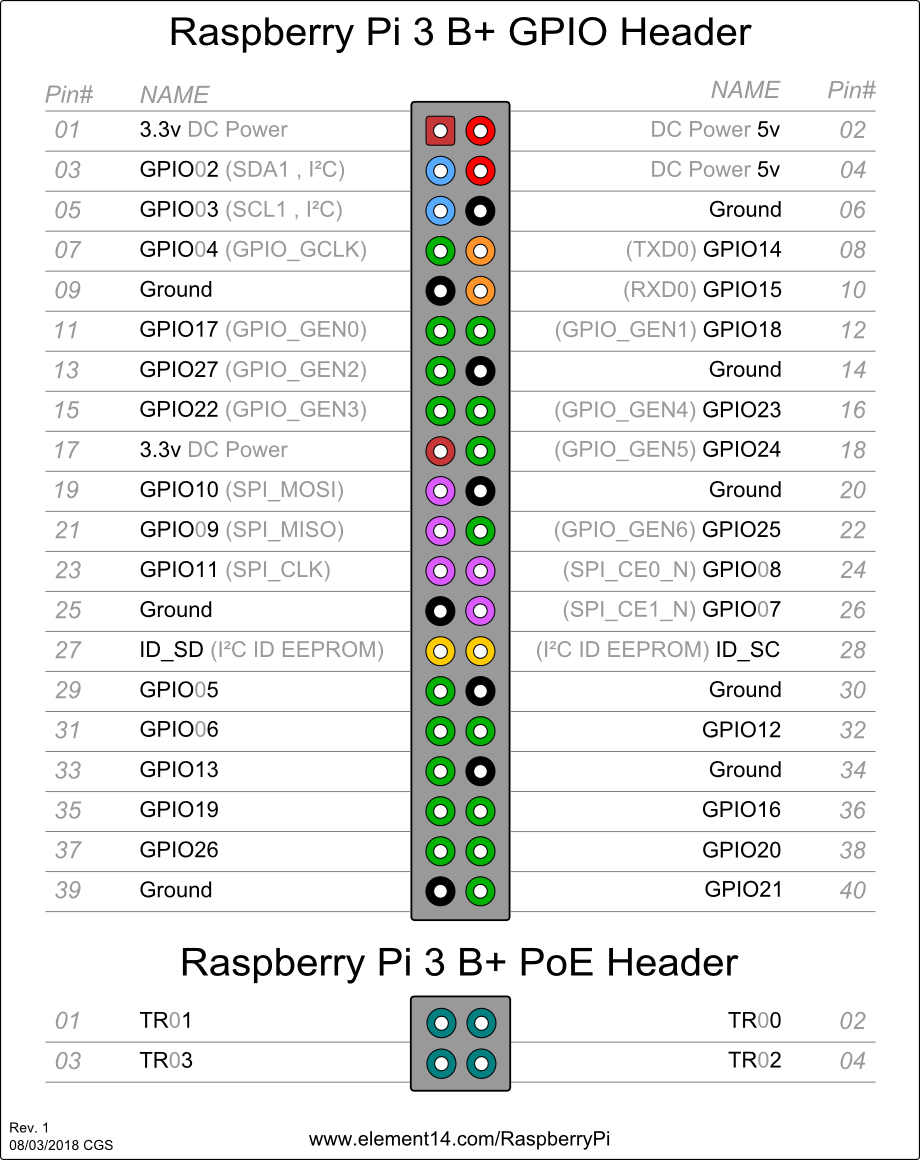 Raspberry Pi 3 B+ GPIO Header
Pin# NAME NAME Pin#
01 3.3v DC Power DC Power 5v 02
03 GPIO02 (SDA1 , I²C) DC Power 5v 04
05 GPIO03 (SCL1 , I²C) Ground 06
07 GPIO04 (GPIO_GCLK) (TXD0) GPIO14 08
09 Ground (RXD0) GPIO15 10
11 GPIO17 (GPIO_GEN0) (GPIO_GEN1) GPIO18 12
13 GPIO27 (GPIO_GEN2) Ground 14
15 GPIO22 (GPIO_GEN3) (GPIO_GEN4) GPIO23 16
17 3.3v DC Power (GPIO_GEN5) GPIO24 18
19 GPIO10 (SPI_MOSI) Ground 20
21 GPIO09 (SPI_MISO) (GPIO_GEN6) GPIO25 22
23 GPIO11 (SPI_CLK) (SPI_CE0_N) GPIO08 24
25 Ground (SPI_CE1_N) GPIO07 26
27 ID_SD (I²C ID EEPROM) (I²C ID EEPROM) ID_SC 28
29 GPIO05 Ground 30
31 GPIO06 GPIO12 32
33 GPIO13 Ground 34
35 GPIO19 GPIO16 36
37 GPIO26 GPIO20 38
39 Ground GPIO21 40
Raspberry Pi 3 B+ PoE Header
01 TR01 TR00 02
03 TR03 TR02 04
Rev. 1
08/03/2018 CGS
www.element14.com/RaspberryPi